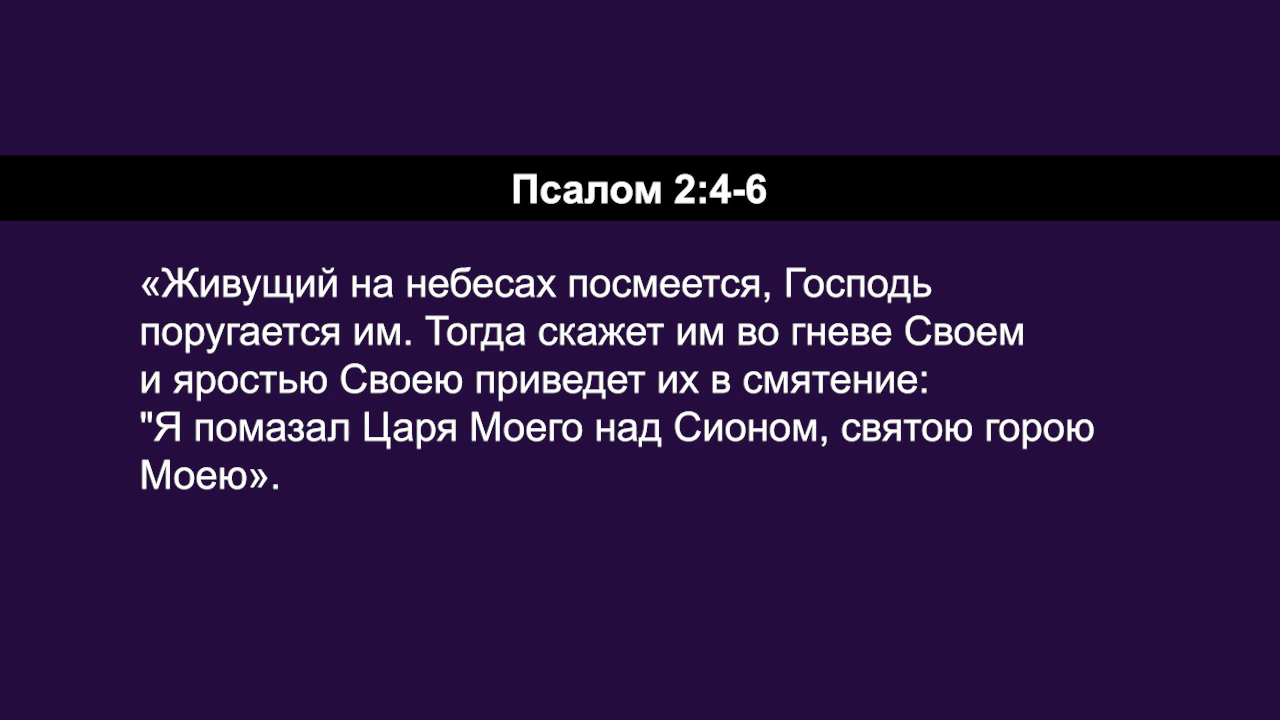 Псалом 2:4-6
«Живущий на небесах посмеется, Господь
поругается им. Тогда скажет им во гневе Своем
и яростью Своею приведет их в смятение:
"Я помазал Царя Моего над Сионом, святою горою
Моею».